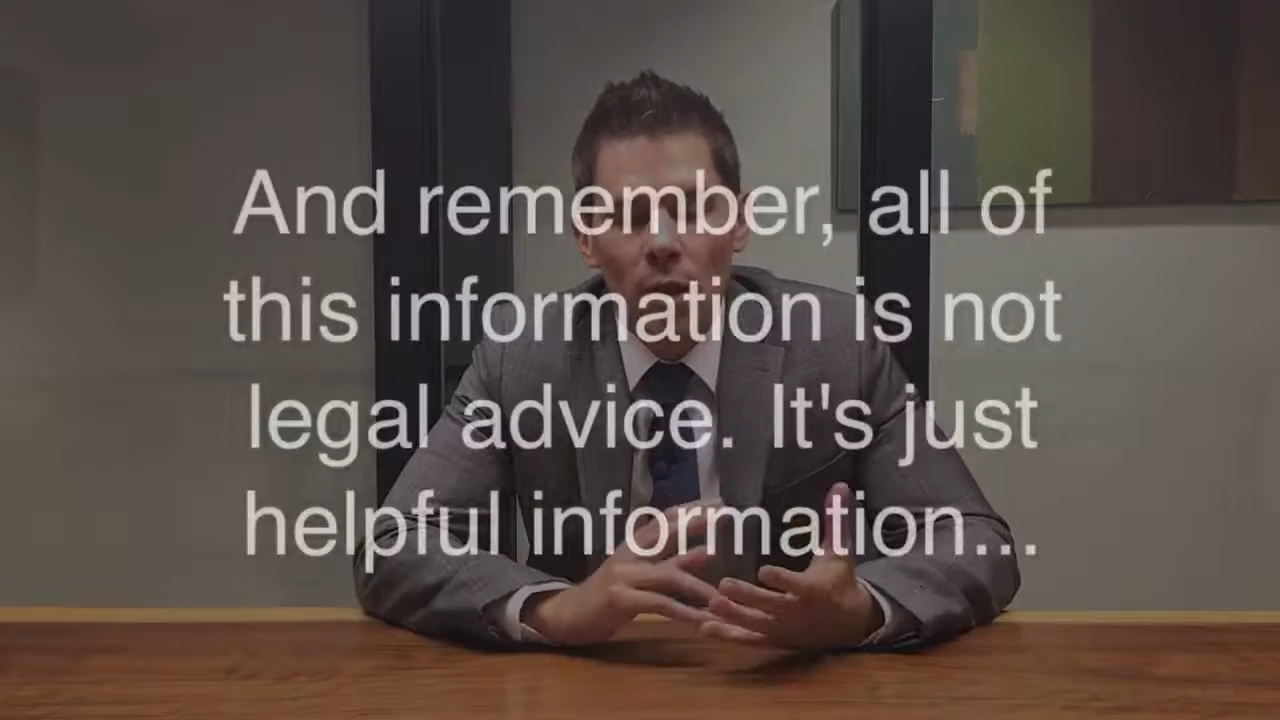 And remember, all of
this information is not
legal advice. It's just
helpful information...